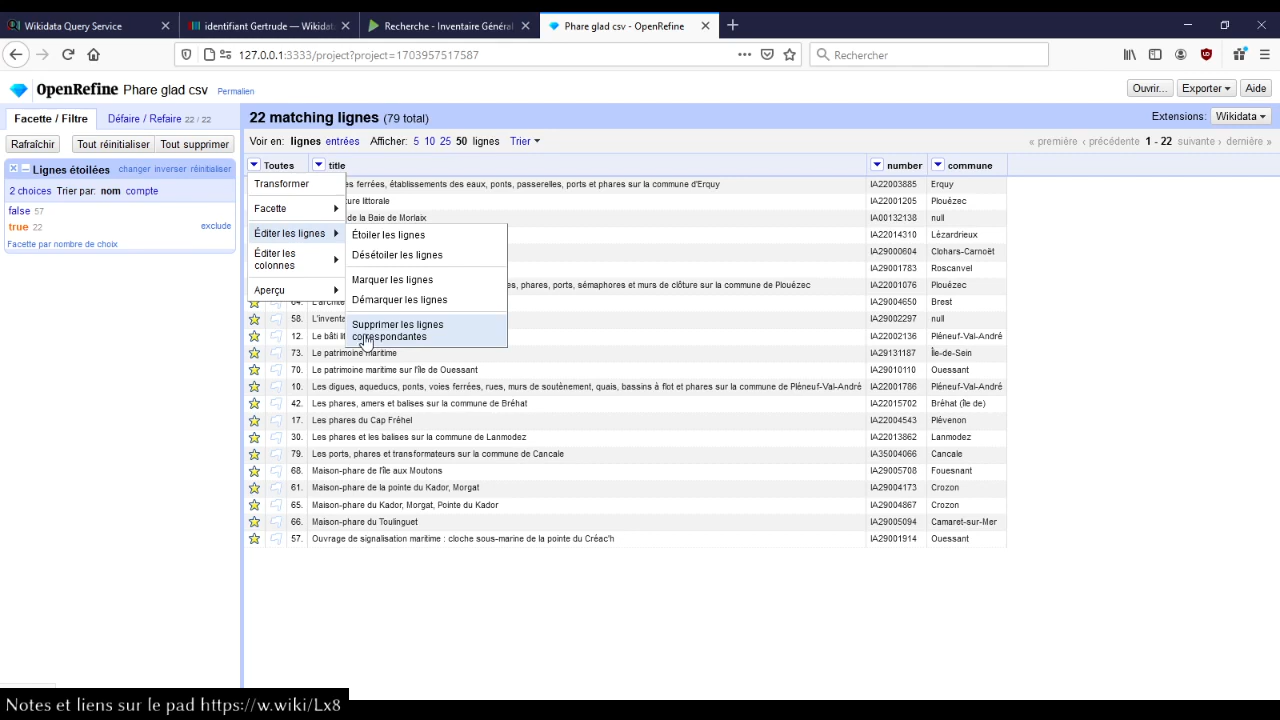 Wikidata Query Service
identifiant Gertrude — Wikidat
Recherche - Inventaire Général
Phare glad csv - OpenRefine
127.0.0.1:3333/project?project=1703957517587
Rechercher
OpenRefine Phare glad csv Permalien
Ouvrir... Exporter Aide
Facette / Filtre Défaire / Refaire 22 / 22
22 matching lignes (79 total)
Extensions: Wikidata
Rafraîchir Tout réinitialiser Tout supprimer
Voir en: lignes entrées Afficher: 5 10 25 50 lignes Trier
« première ‹ précédente 1 - 22 suivante › dernière »
Lignes étoilées changer inverser réinitialiser
2 choices Trier par: nom compte
false 57
true 22 exclude
Facette par nombre de choix
Toutes title number commune
Transformer
Facette
Éditer les lignes
Éditer les
colonnes
Aperçu
Étoiler les lignes
Désétoiler les lignes
Marquer les lignes
Démarquer les lignes
Supprimer les lignes
correspondantes
es ferrées, établissements des eaux, ponts, passerelles, ports et phares sur la commune d'Erquy IA22003885 Erquy
ture littorale IA22001205 Plouézec
de la Baie de Morlaix IA00132138 null
IA22014310 Lézardrieux
IA29000604 Clohars-Carnoët
IA29001783 Roscanvel
s, phares, ports, sémaphores et murs de clôture sur la commune de Plouézec IA22001076 Plouézec
64. L'archite IA29004650 Brest
58. L'inventa IA29002297 null
12. Le bâti lit IA22002136 Pléneuf-Val-André
73. Le patrimoine maritime IA29131187 Île-de-Sein
70. Le patrimoine maritime sur l'île de Ouessant IA29010110 Ouessant
10. Les digues, aqueducs, ponts, voies ferrées, rues, murs de soutènement, quais, bassins à flot et phares sur la commune de Pléneuf-Val-André IA22001786 Pléneuf-Val-André
42. Les phares, amers et balises sur la commune de Bréhat IA22015702 Bréhat (île de)
17. Les phares du Cap Fréhel IA22004543 Plévenon
30. Les phares et les balises sur la commune de Lanmodez IA22013862 Lanmodez
79. Les ports, phares et transformateurs sur la commune de Cancale IA35004066 Cancale
68. Maison-phare de l'île aux Moutons IA29005708 Fouesnant
61. Maison-phare de la pointe du Kador, Morgat IA29004173 Crozon
65. Maison-phare du Kador, Morgat, Pointe du Kador IA29004867 Crozon
66. Maison-phare du Toulinguet IA29005094 Camaret-sur-Mer
57. Ouvrage de signalisation maritime : cloche sous-marine de la pointe du Créac'h IA29001914 Ouessant
Notes et liens sur le pad https://w.wiki/Lx8